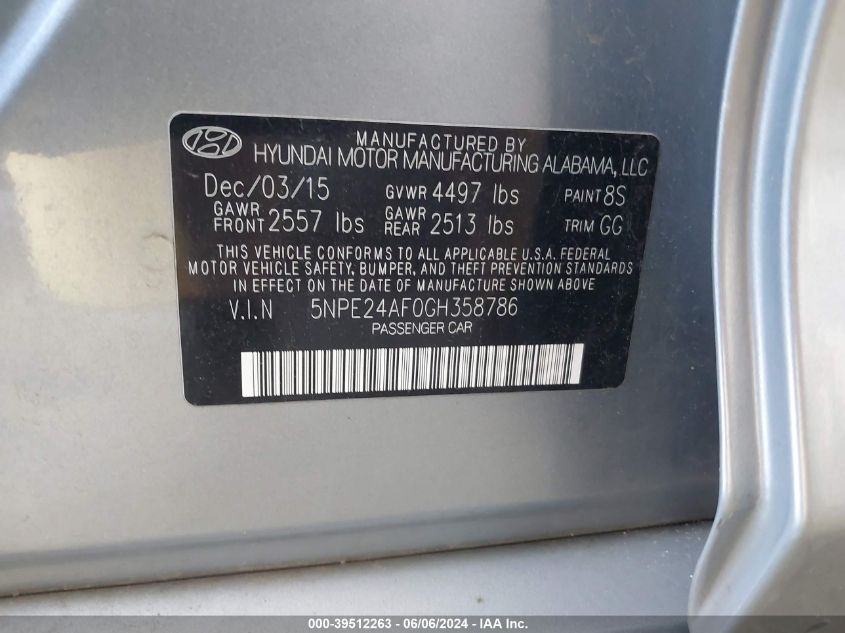 MANUFACTURED BY
HYUNDAI MOTOR MANUFACTURING ALABAMA, LLC
Dec/03/15 GVWR 4497 lbs PAINT 8S
GAWR FRONT 2557 lbs GAWR REAR 2513 lbs TRIM GG
THIS VEHICLE CONFORMS TO ALL APPLICABLE U.S.A. FEDERAL
MOTOR VEHICLE SAFETY, BUMPER, AND THEFT PREVENTION STANDARDS
IN EFFECT ON THE DATE OF MANUFACTURE SHOWN ABOVE
V.I.N 5NPE24AF0GH358786
PASSENGER CAR
000-39512263 - 06/06/2024 - IAA Inc.